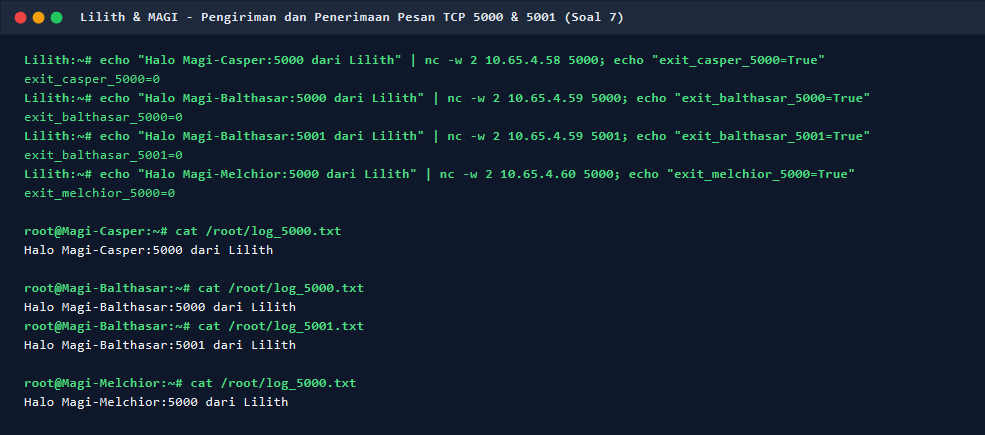 Lilith & MAGI - Pengiriman dan Penerimaan Pesan TCP 5000 & 5001 (Soal 7)
Lilith:~# echo "Halo Magi-Casper:5000 dari Lilith" | nc -w 2 10.65.4.58 5000; echo "exit_casper_5000=True"
exit_casper_5000=0
Lilith:~# echo "Halo Magi-Balthasar:5000 dari Lilith" | nc -w 2 10.65.4.59 5000; echo "exit_balthasar_5000=True"
exit_balthasar_5000=0
Lilith:~# echo "Halo Magi-Balthasar:5001 dari Lilith" | nc -w 2 10.65.4.59 5001; echo "exit_balthasar_5001=True"
exit_balthasar_5001=0
Lilith:~# echo "Halo Magi-Melchior:5000 dari Lilith" | nc -w 2 10.65.4.60 5000; echo "exit_melchior_5000=True"
exit_melchior_5000=0
root@Magi-Casper:~# cat /root/log_5000.txt
Halo Magi-Casper:5000 dari Lilith
root@Magi-Balthasar:~# cat /root/log_5000.txt
Halo Magi-Balthasar:5000 dari Lilith
root@Magi-Balthasar:~# cat /root/log_5001.txt
Halo Magi-Balthasar:5001 dari Lilith
root@Magi-Melchior:~# cat /root/log_5000.txt
Halo Magi-Melchior:5000 dari Lilith